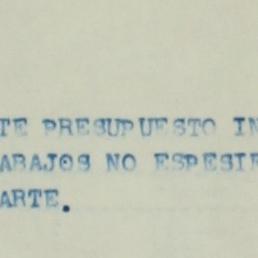 TE PRESUPUESTO IN
ABAJOS NO ESPESIF
ARTE.